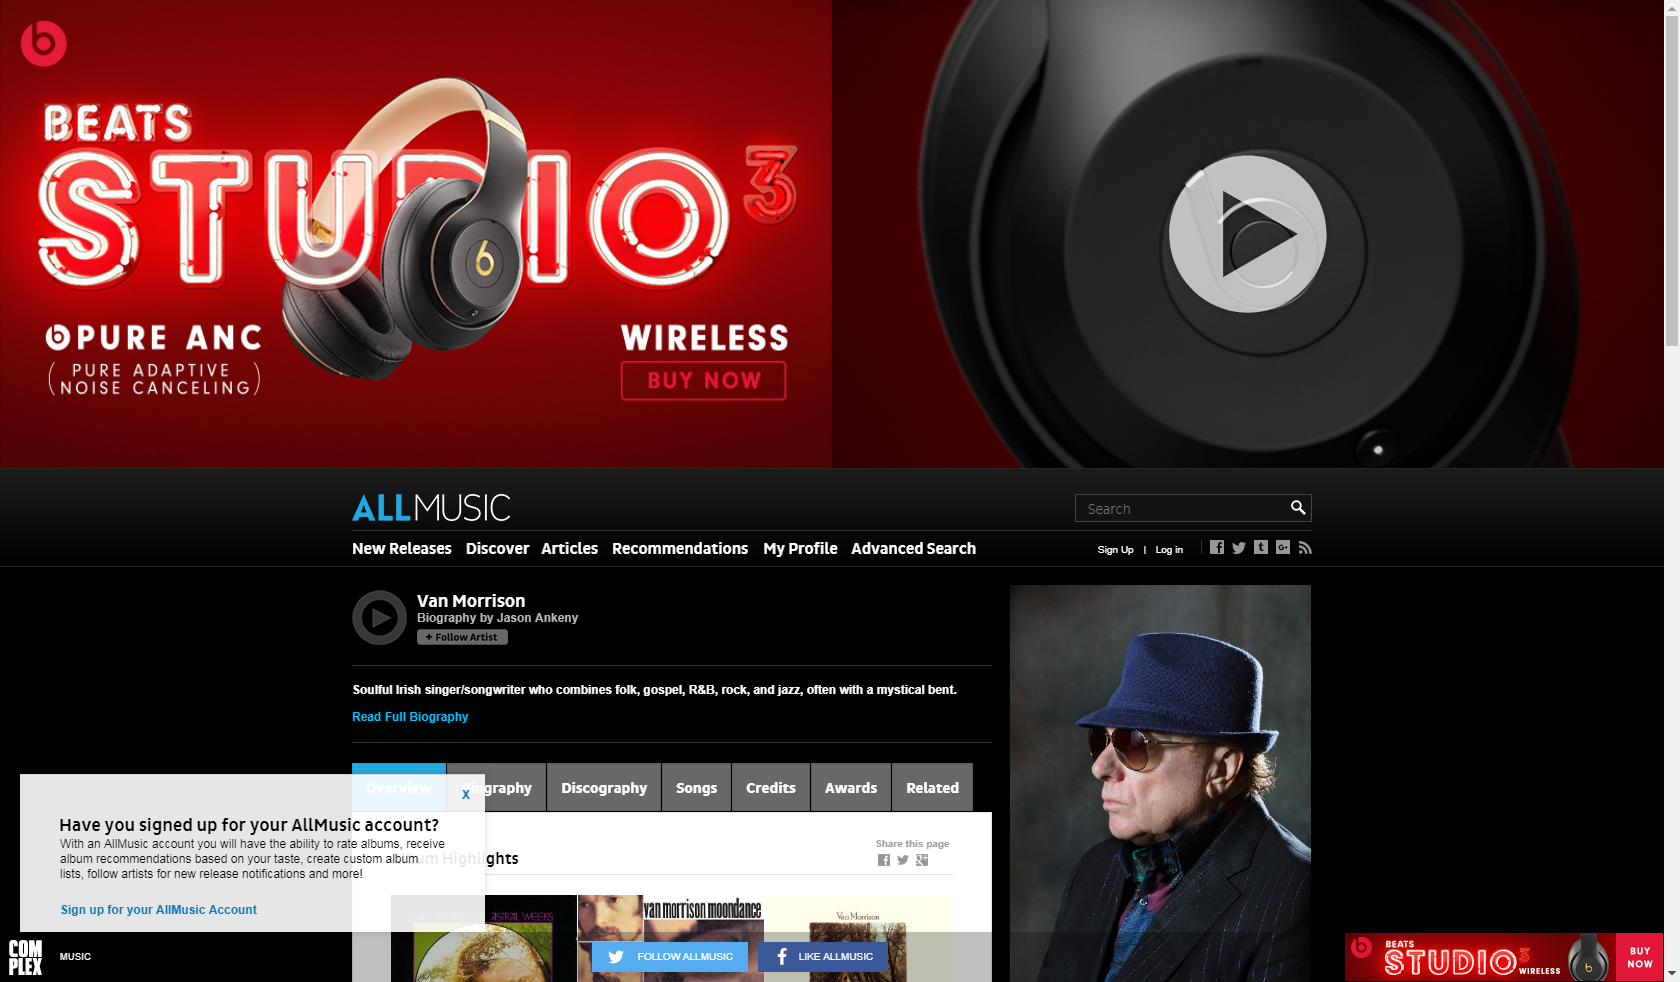 BEATS
STUDIO3
PURE ANC
(PURE ADAPTIVE
NOISE CANCELING)
WIRELESS
BUY NOW
ALLMUSIC
Search
New Releases Discover Articles Recommendations My Profile Advanced Search
Sign Up | Log in
Van Morrison
Biography by Jason Ankeny
+ Follow Artist
Soulful Irish singer/songwriter who combines folk, gospel, R&B, rock, and jazz, often with a mystical bent.
Read Full Biography
Overview Biography Discography Songs Credits Awards Related
X
Have you signed up for your AllMusic account?
With an AllMusic account you will have the ability to rate albums, receive
album recommendations based on your taste, create custom album
lists, follow artists for new release notifications and more!
Sign up for your AllMusic Account
Highlights
Share this page
VAN MORRISON ASTRAL WEEKS
van morrison moondance
Van Morrison
COM
PLEX
MUSIC
FOLLOW ALLMUSIC
LIKE ALLMUSIC
BEATS
STUDIO3
WIRELESS
BUY
NOW